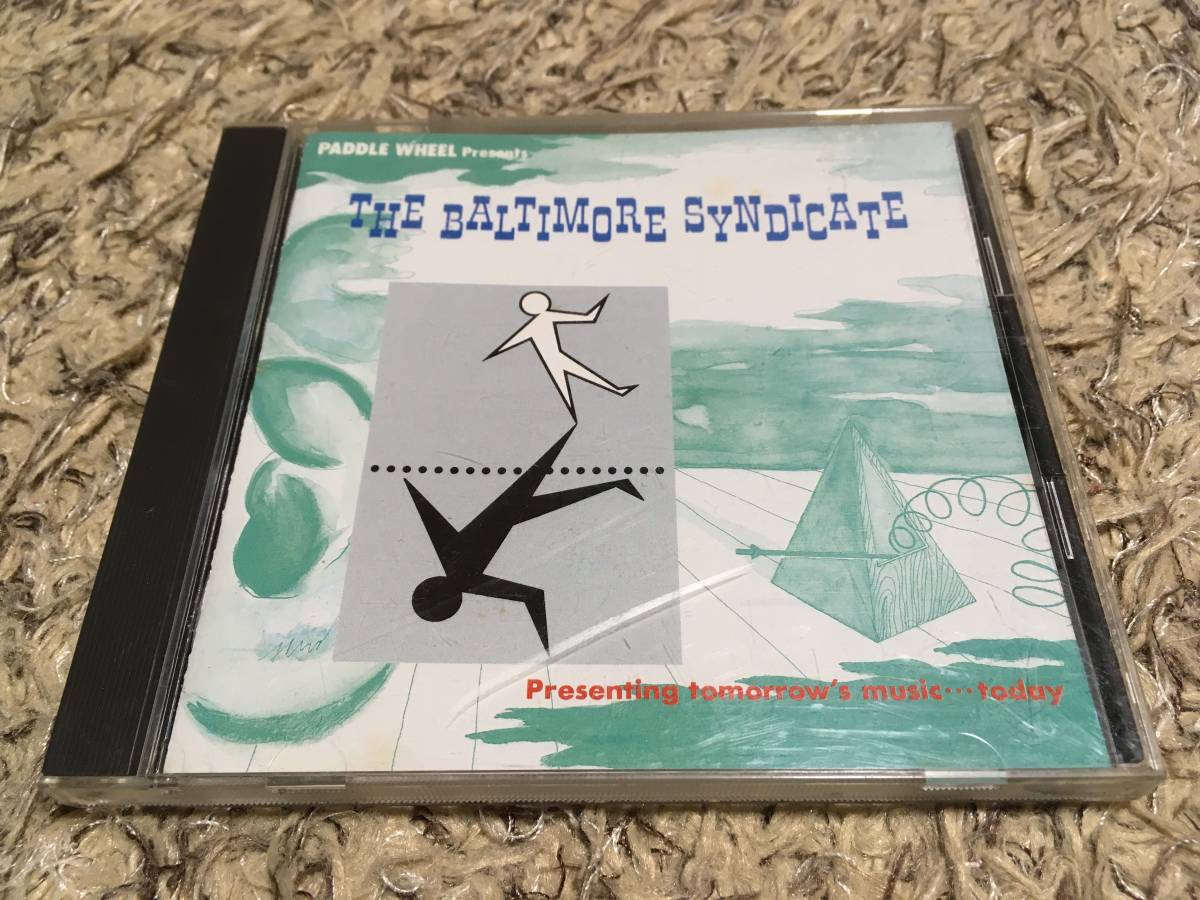 PADDLE WHEEL Presents
THE BALTIMORE SYNDICATE
Presenting tomorrow's music…today